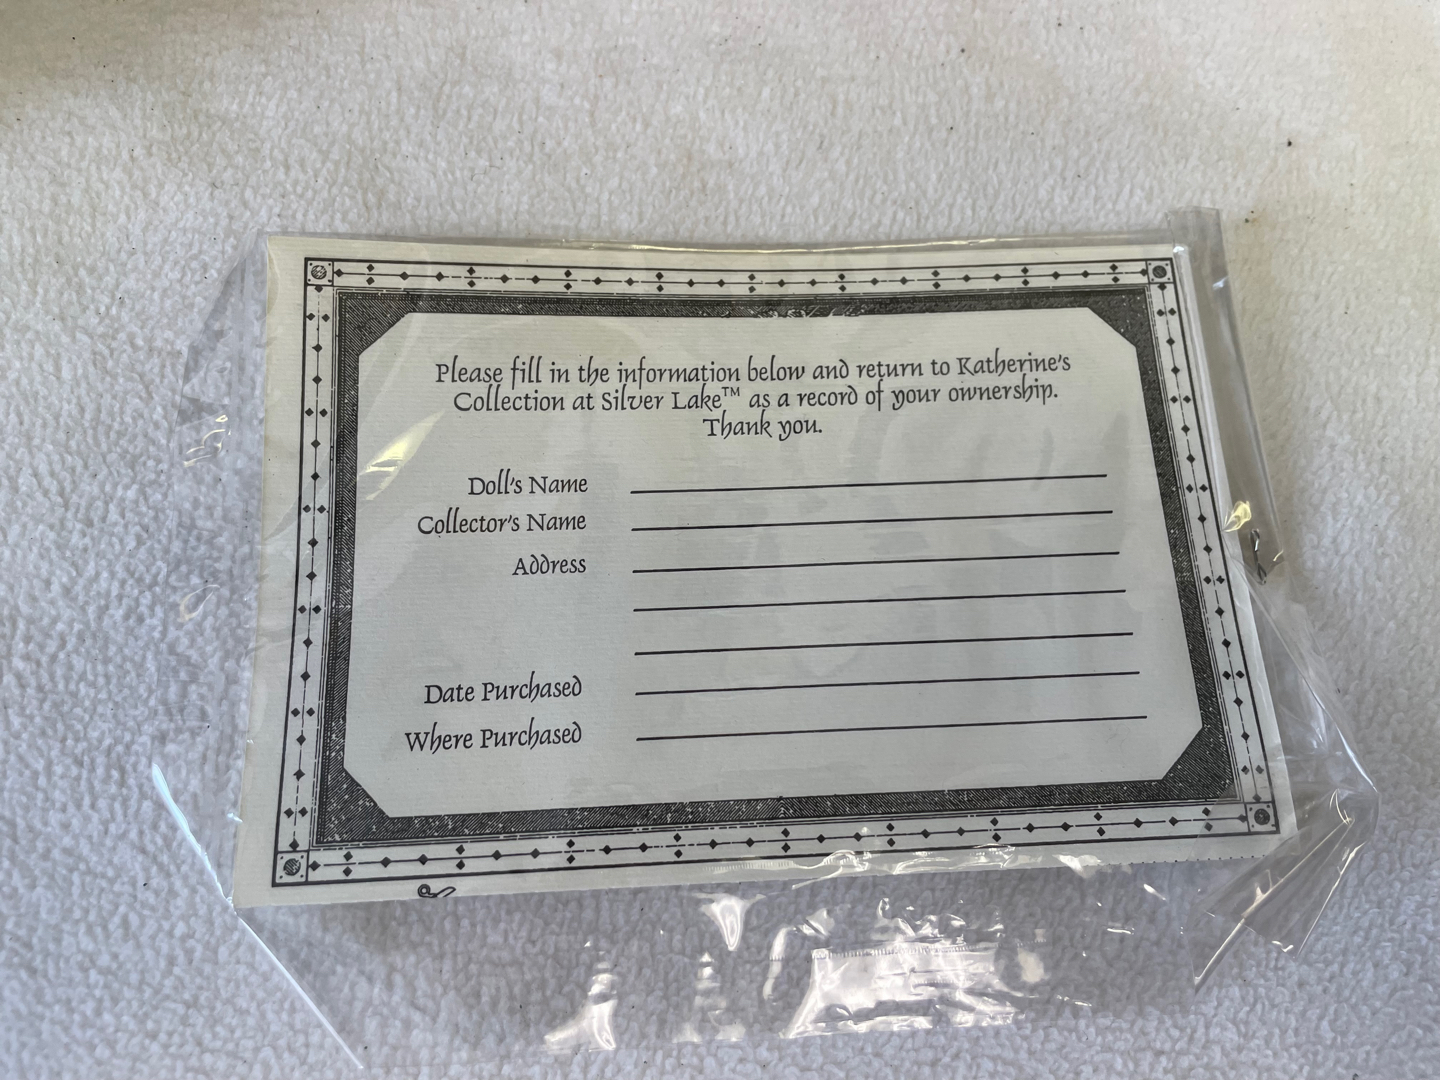 Please fill in the information below and return to Katherine's
Collection at Silver Lake™ as a record of your ownership.
Thank you.
Doll's Name
Collector's Name
Address
Date Purchased
Where Purchased